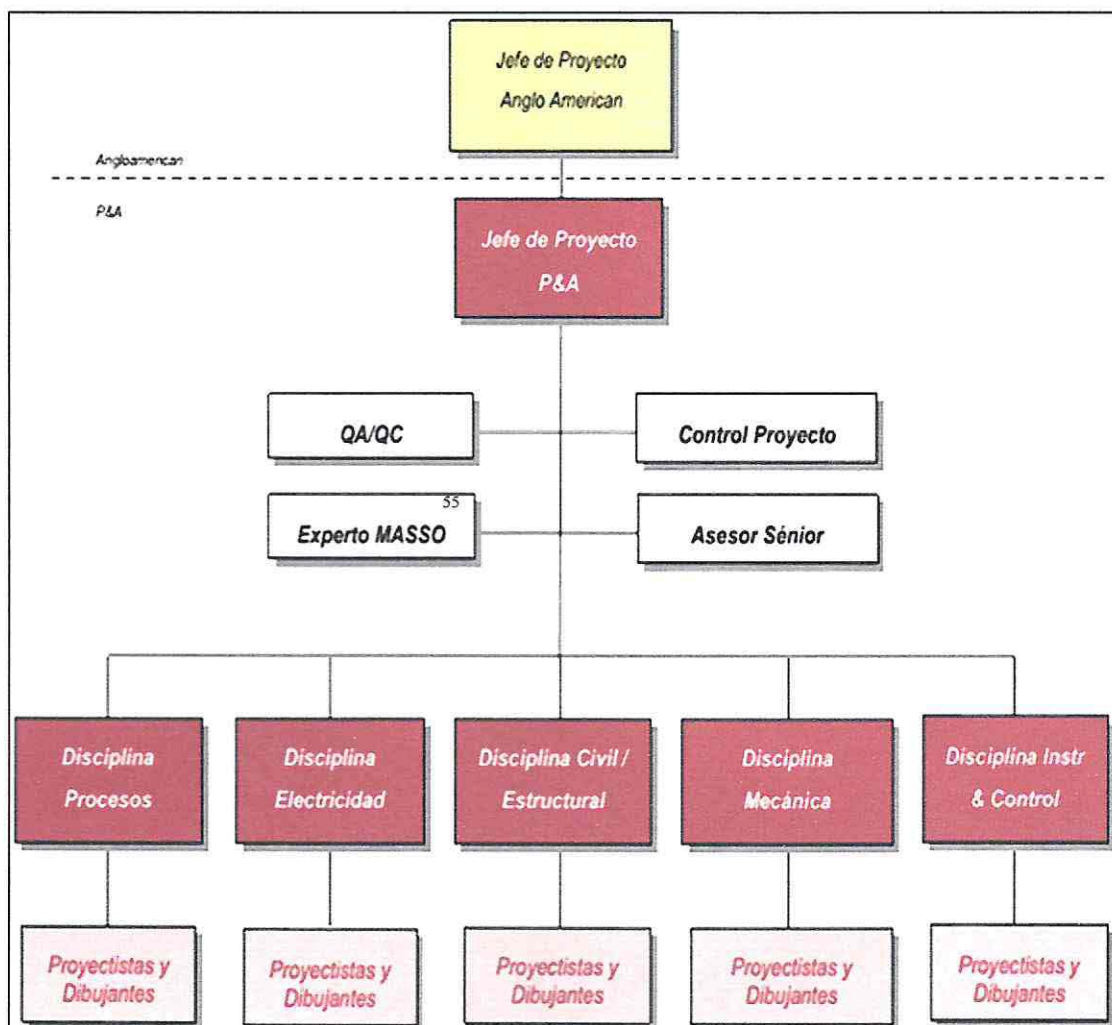 Jefe de Proyecto
Anglo American
Angloamerican
P&A
Jefe de Proyecto
P&A
QA/QC
Control Proyecto
55
Experto MASSO
Asesor Sénior
Disciplina
Procesos
Disciplina
Electricidad
Disciplina Civil /
Estructural
Disciplina
Mecánica
Disciplina Instr
& Control
Proyectistas y
Dibujantes
Proyectistas y
Dibujantes
Proyectistas y
Dibujantes
Proyectistas y
Dibujantes
Proyectistas y
Dibujantes